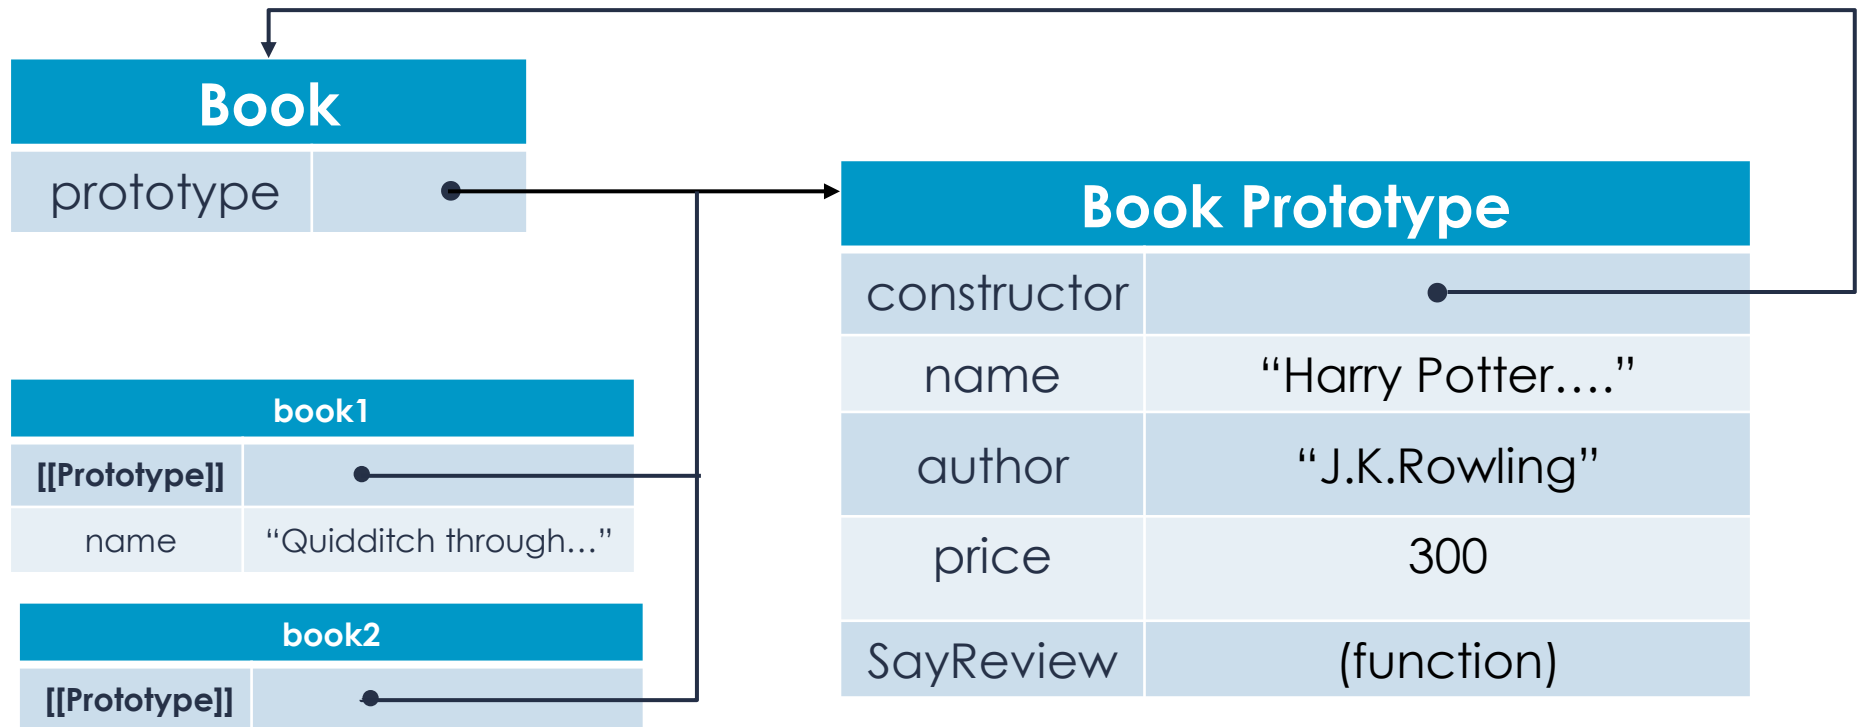 Book
prototype
Book Prototype
constructor
name “Harry Potter....”
author “J.K.Rowling”
price 300
SayReview (function)
book1
[[Prototype]]
name “Quidditch through...”
book2
[[Prototype]]